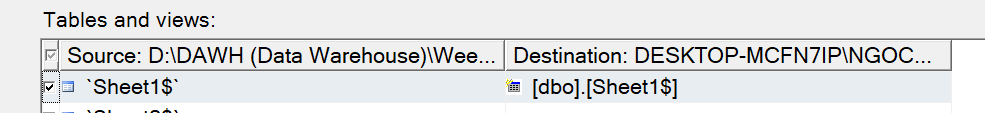 Tables and views:
Source: D:\DAWH (Data Warehouse)\Wee... Destination: DESKTOP-MCFN7IP\NGOC...
`Sheet1$` [dbo].[Sheet1$]